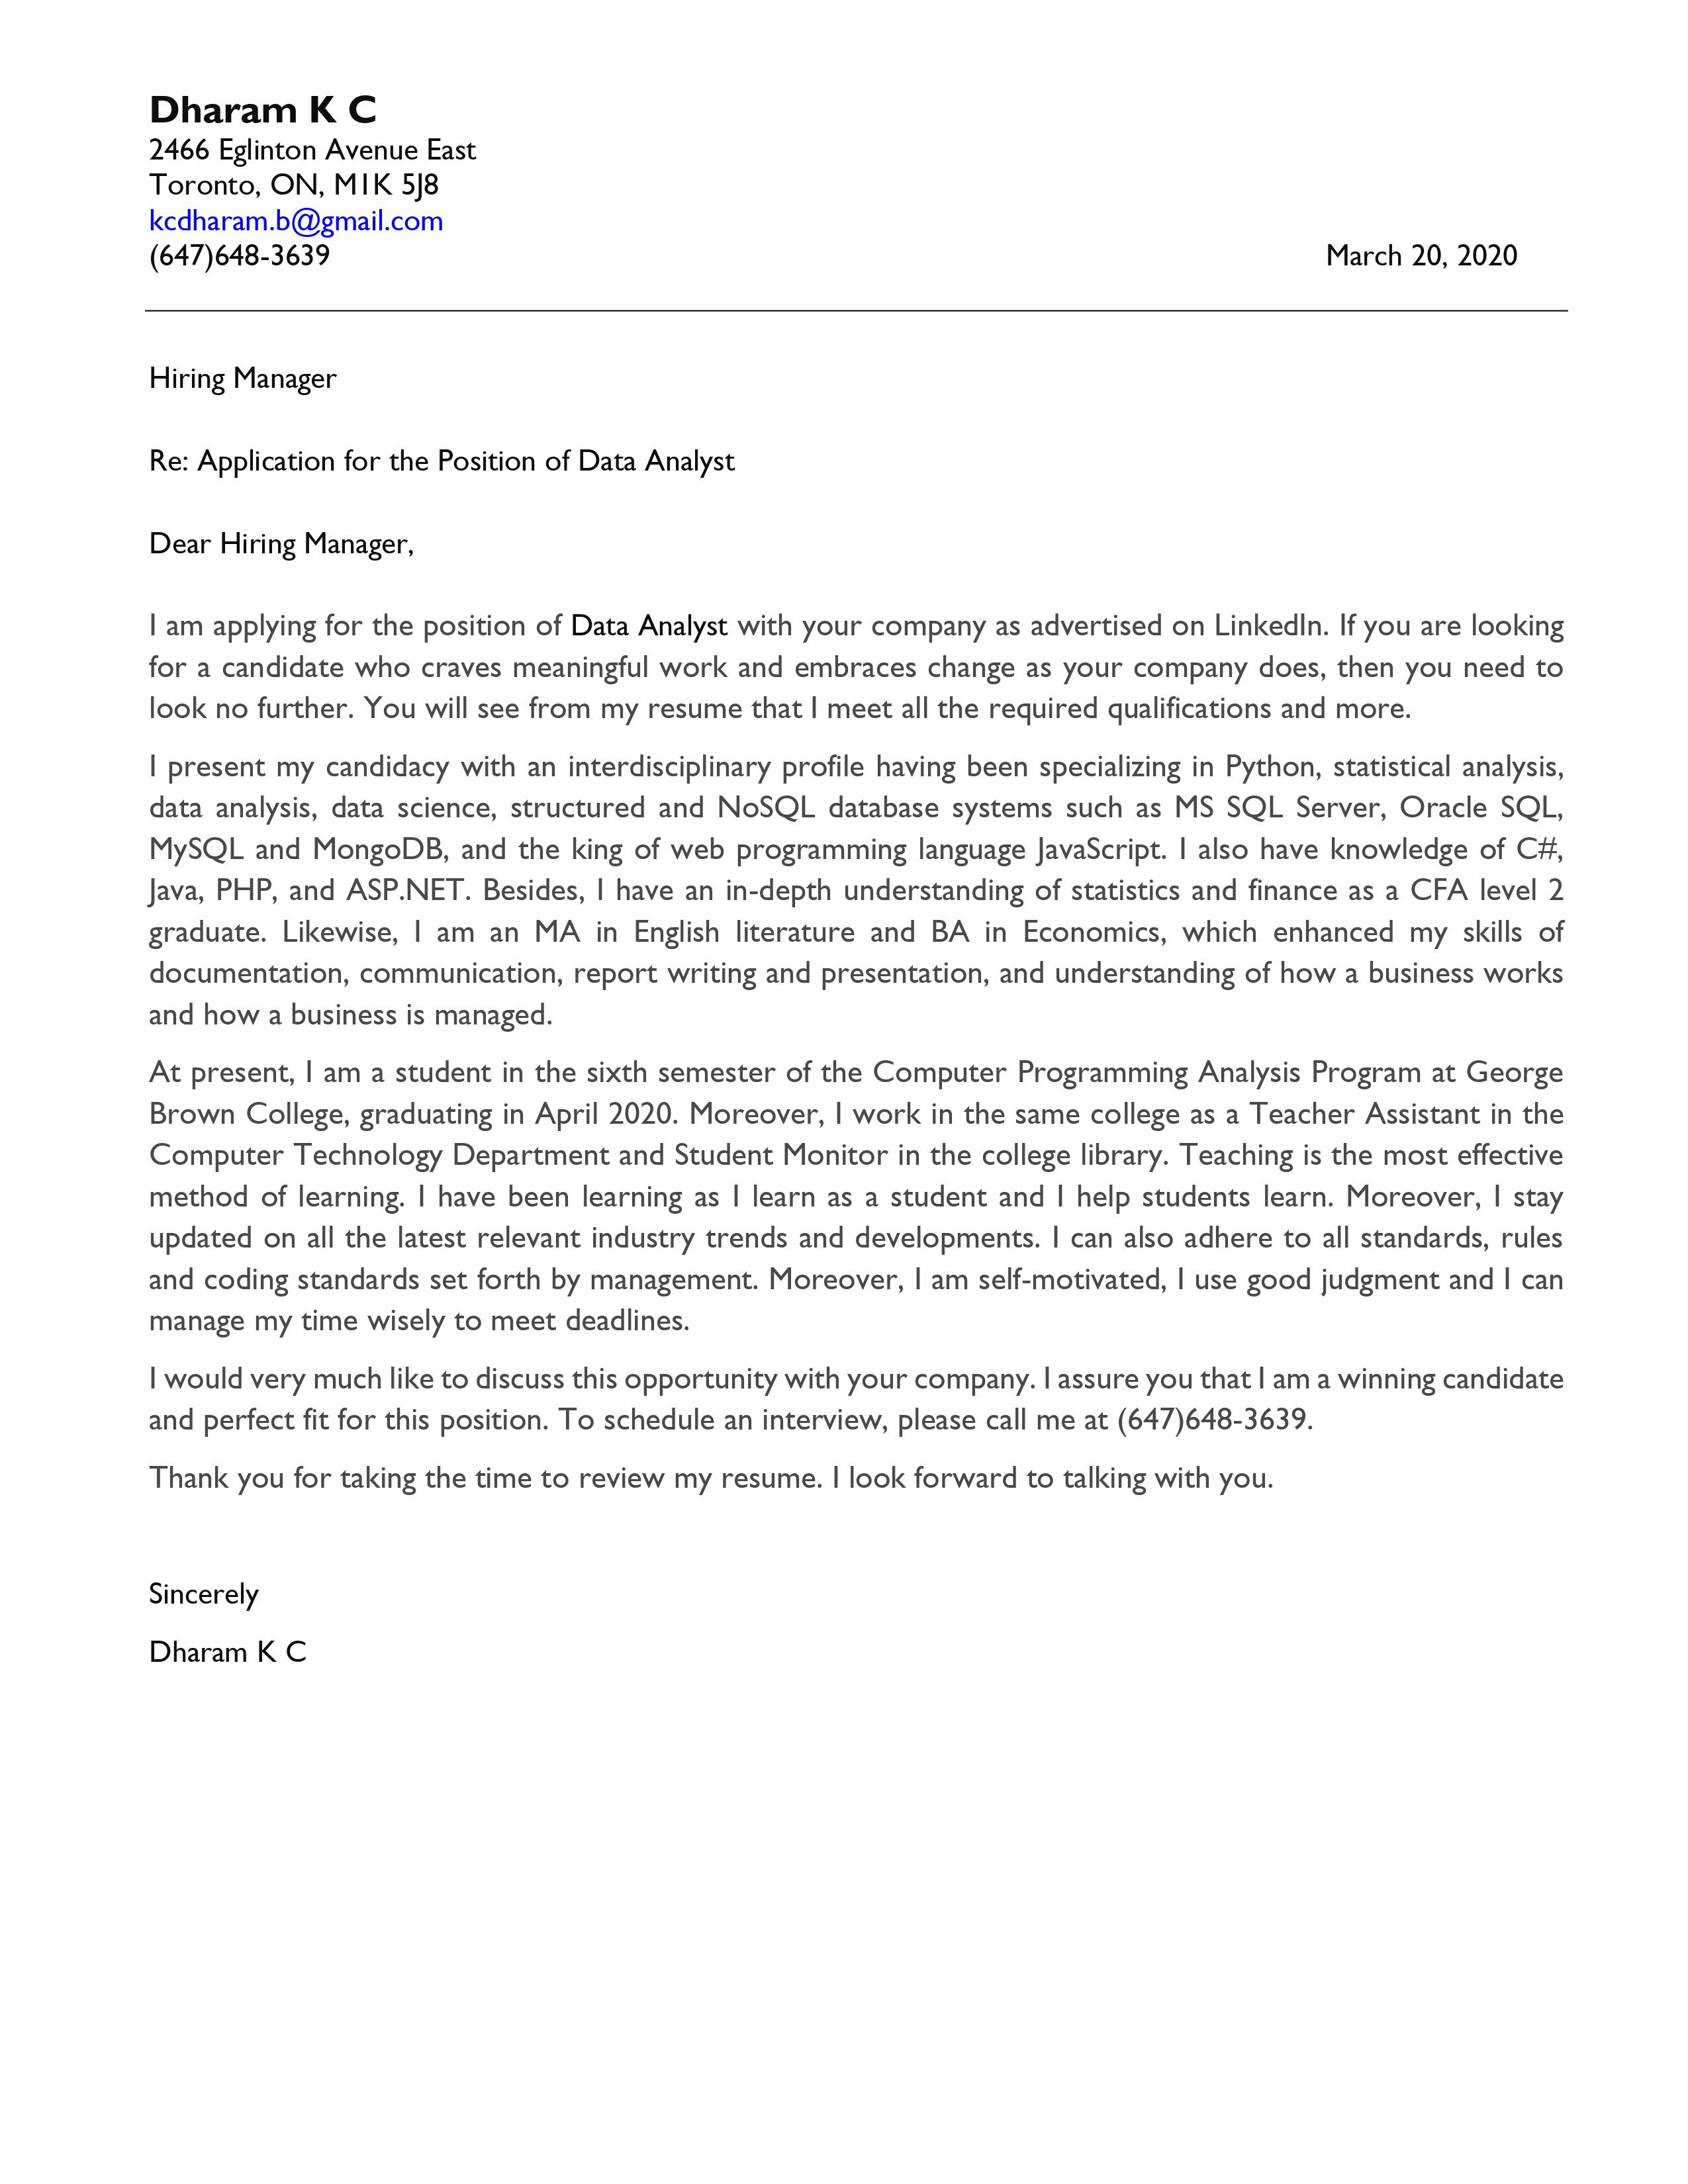 Dharam K C
2466 Eglinton Avenue East
Toronto, ON, M1K 5J8
kcdharam.b@gmail.com
(647)648-3639 March 20, 2020
Hiring Manager
Re: Application for the Position of Data Analyst
Dear Hiring Manager,
I am applying for the position of Data Analyst with your company as advertised on LinkedIn. If you are looking
for a candidate who craves meaningful work and embraces change as your company does, then you need to
look no further. You will see from my resume that I meet all the required qualifications and more.
I present my candidacy with an interdisciplinary profile having been specializing in Python, statistical analysis,
data analysis, data science, structured and NoSQL database systems such as MS SQL Server, Oracle SQL,
MySQL and MongoDB, and the king of web programming language JavaScript. I also have knowledge of C#,
Java, PHP, and ASP.NET. Besides, I have an in-depth understanding of statistics and finance as a CFA level 2
graduate. Likewise, I am an MA in English literature and BA in Economics, which enhanced my skills of
documentation, communication, report writing and presentation, and understanding of how a business works
and how a business is managed.
At present, I am a student in the sixth semester of the Computer Programming Analysis Program at George
Brown College, graduating in April 2020. Moreover, I work in the same college as a Teacher Assistant in the
Computer Technology Department and Student Monitor in the college library. Teaching is the most effective
method of learning. I have been learning as I learn as a student and I help students learn. Moreover, I stay
updated on all the latest relevant industry trends and developments. I can also adhere to all standards, rules
and coding standards set forth by management. Moreover, I am self-motivated, I use good judgment and I can
manage my time wisely to meet deadlines.
I would very much like to discuss this opportunity with your company. I assure you that I am a winning candidate
and perfect fit for this position. To schedule an interview, please call me at (647)648-3639.
Thank you for taking the time to review my resume. I look forward to talking with you.
Sincerely
Dharam K C